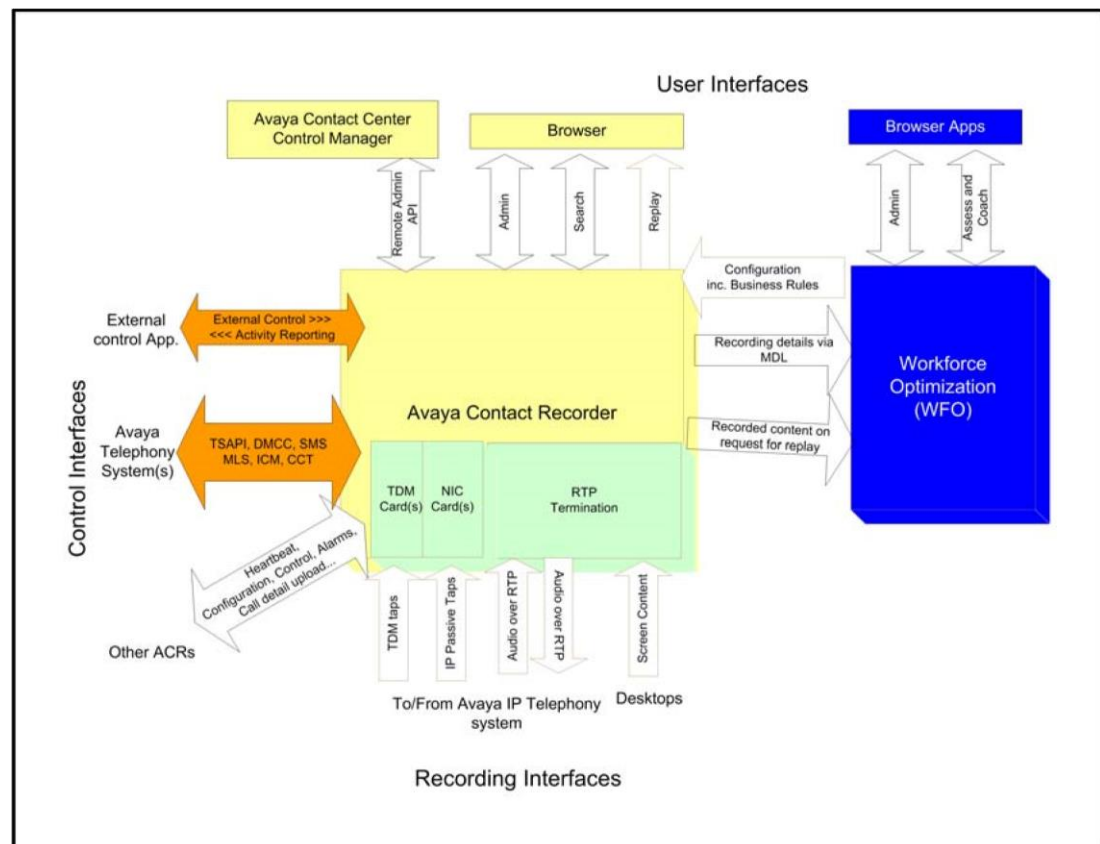 User Interfaces
Avaya Contact Center
Control Manager
Browser
Browser Apps
Remote Admin
API
Admin
Search
Replay
Admin
Assess and
Coach
Configuration
inc. Business Rules
External
control App.
External Control >>>
<<< Activity Reporting
Recording details via
MDL
Workforce
Optimization
(WFO)
Avaya Contact Recorder
Recorded content on
request for replay
Control Interfaces
Avaya
Telephony
System(s)
TSAPI, DMCC, SMS
MLS, ICM, CCT
TDM
Card(s)
NIC
Card(s)
RTP
Termination
Heartbeat,
Configuration, Control, Alarms,
Call detail upload...
Other ACRs
TDM taps
IP Passive Taps
Audio over RTP
Audio over RTP
Screen Content
To/From Avaya IP Telephony
system
Desktops
Recording Interfaces